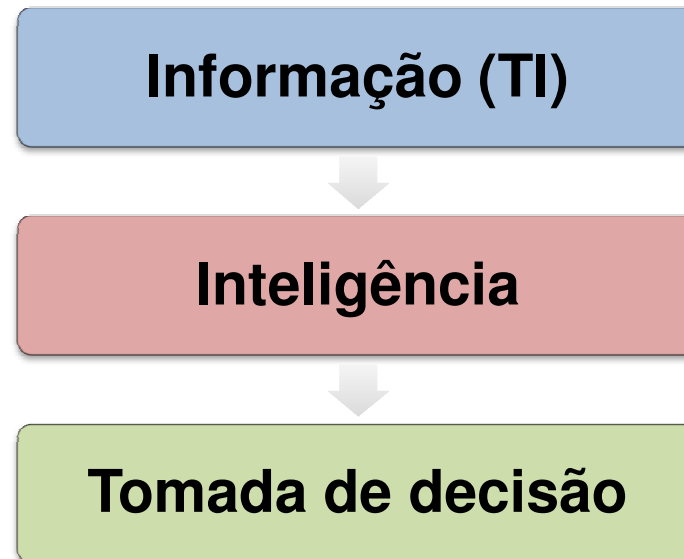 Informação (TI)
Inteligência
Tomada de decisão